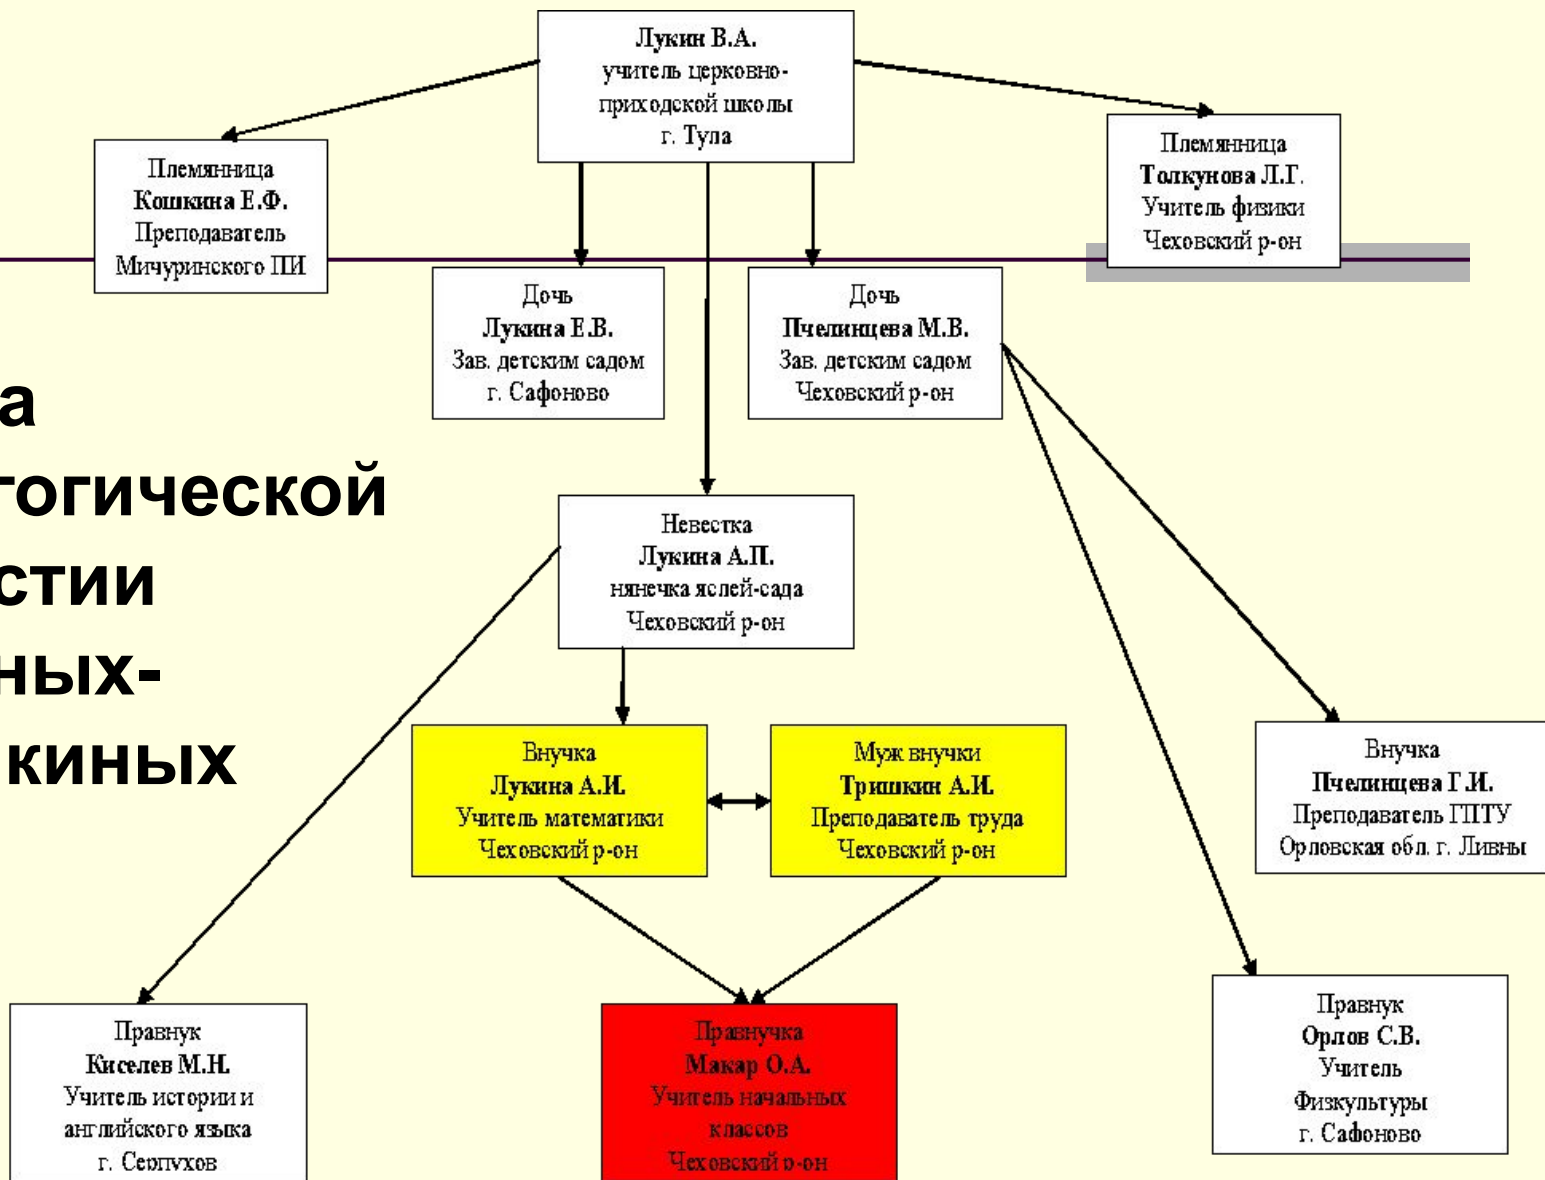 Лукин В.А.
учитель церковно-
приходской школы
г. Тула
Племянница
Кошкина Е.Ф.
Преподаватель
Мичуринского ПИ
Племянница
Толкунова Л.Г.
Учитель физики
Чеховский р-он
Дочь
Лукина Е.В.
Зав. детским садом
г. Сафоново
Дочь
Пчелинцева М.В.
Зав. детским садом
Чеховский р-он
а
гогической
стии
ных-
киных
Невестка
Лукина А.П.
нянечка яслей-сада
Чеховский р-он
Внучка
Лукина А.И.
Учитель математики
Чеховский р-он
Муж внучки
Тришкин А.И.
Преподаватель труда
Чеховский р-он
Внучка
Пчелинцева Г.И.
Преподаватель ГПТУ
Орловская обл. г. Ливны
Правнук
Киселев М.Н.
Учитель истории и
английского языка
г. Серпухов
Правнучка
Макар О.А.
Учитель начальных
классов
Чеховский р-он
Правнук
Орлов С.В.
Учитель
Физкультуры
г. Сафоново